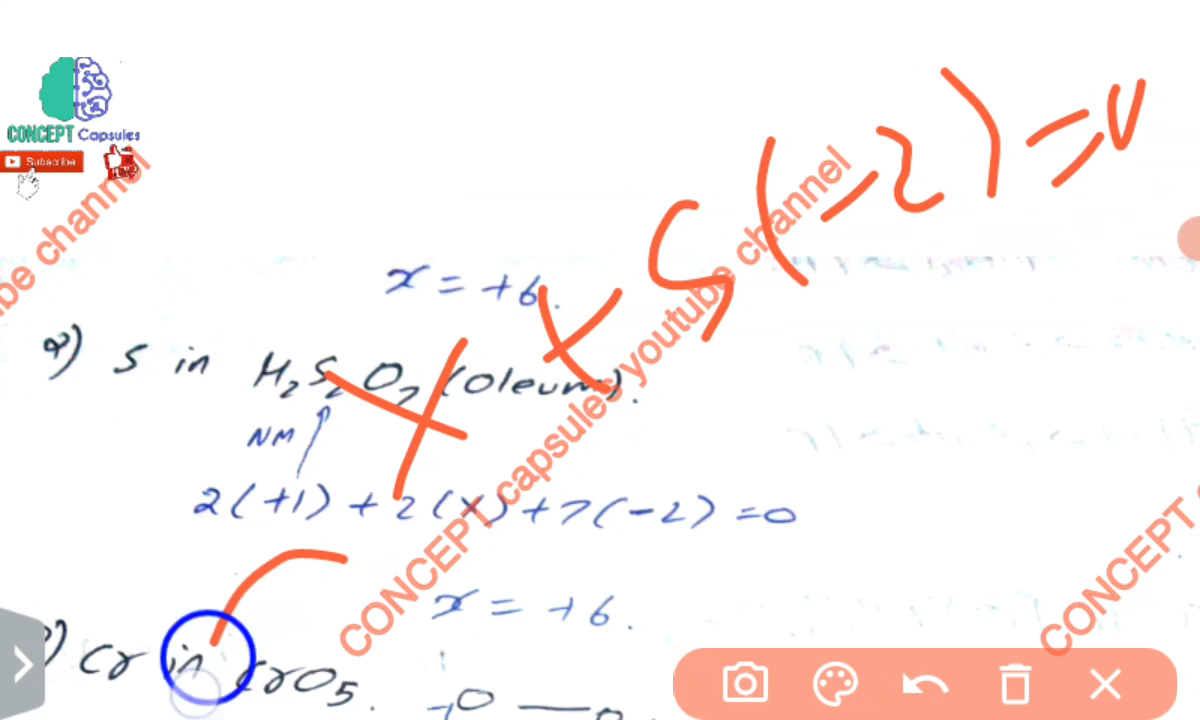 CONCEPT Capsules
Subscribe
x + 5(-2) = 0
x = +6.
8) S in H₂S₂O₇ (Oleum).
NM
2(+1) + 2(x) + 7(-2) = 0
x = +6.
Cr in CrO₅.
O — O
CONCEPT capsules youtube channel
be channel
CONCEPT